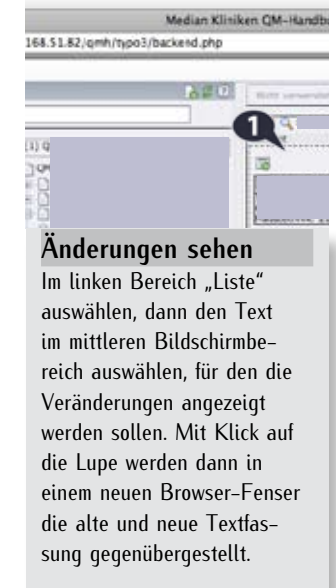 Median Kliniken QM-Handbu
168.51.82/qmh/typo3/backend.php
1
Änderungen sehen
Im linken Bereich „Liste“
auswählen, dann den Text
im mittleren Bildschirmbe-
reich auswählen, für den die
Veränderungen angezeigt
werden sollen. Mit Klick auf
die Lupe werden dann in
einem neuen Browser-Fenser
die alte und neue Textfas-
sung gegenübergestellt.